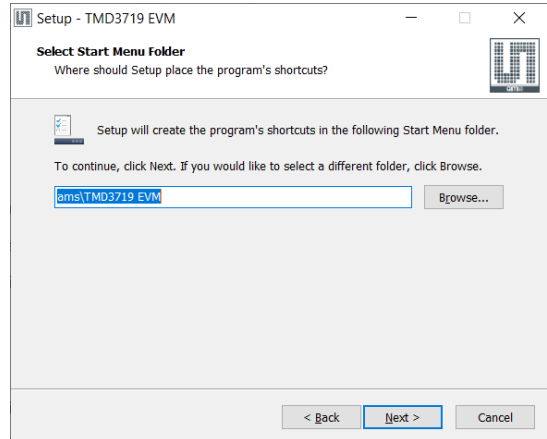 Setup - TMD3719 EVM
Select Start Menu Folder
Where should Setup place the program's shortcuts?
Setup will create the program's shortcuts in the following Start Menu folder.
To continue, click Next. If you would like to select a different folder, click Browse.
ams\TMD3719 EVM
Browse...
< Back
Next >
Cancel